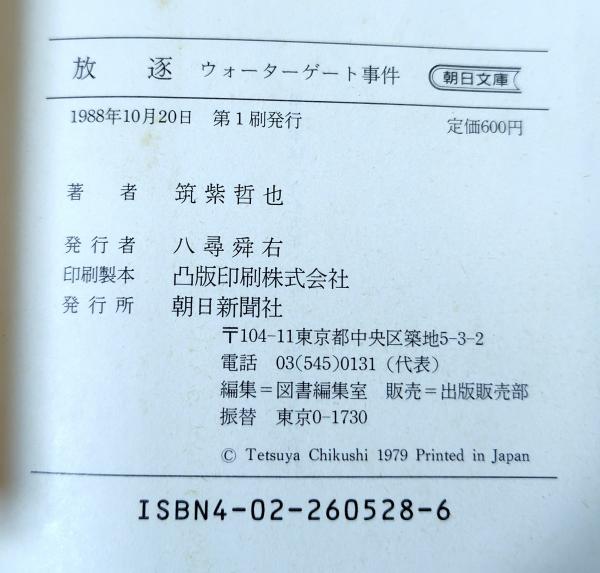 放逐 ウォーターゲート事件 朝日文庫
1988年10月20日 第1刷発行 定価600円
著者 筑紫哲也
発行者 八尋舜右
印刷製本 凸版印刷株式会社
発行所 朝日新聞社
〒104-11東京都中央区築地5-3-2
電話 03(545)0131(代表)
編集=図書編集室 販売=出版販売部
振替 東京0-1730
© Tetsuya Chikushi 1979 Printed in Japan
ISBN4-02-260528-6